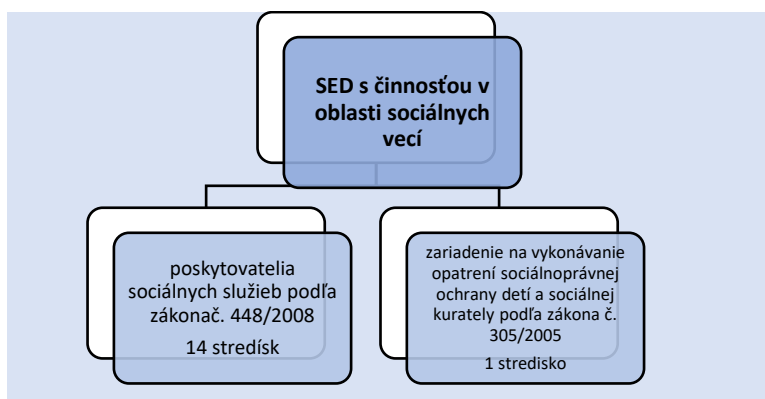 SED s činnosťou v
oblasti sociálnych
vecí
poskytovatelia
sociálnych služieb podľa
zákonač. 448/2008
14 stredísk
zariadenie na vykonávanie
opatrení sociálnoprávnej
ochrany detí a sociálnej
kurately podľa zákona č.
305/2005
1 stredisko